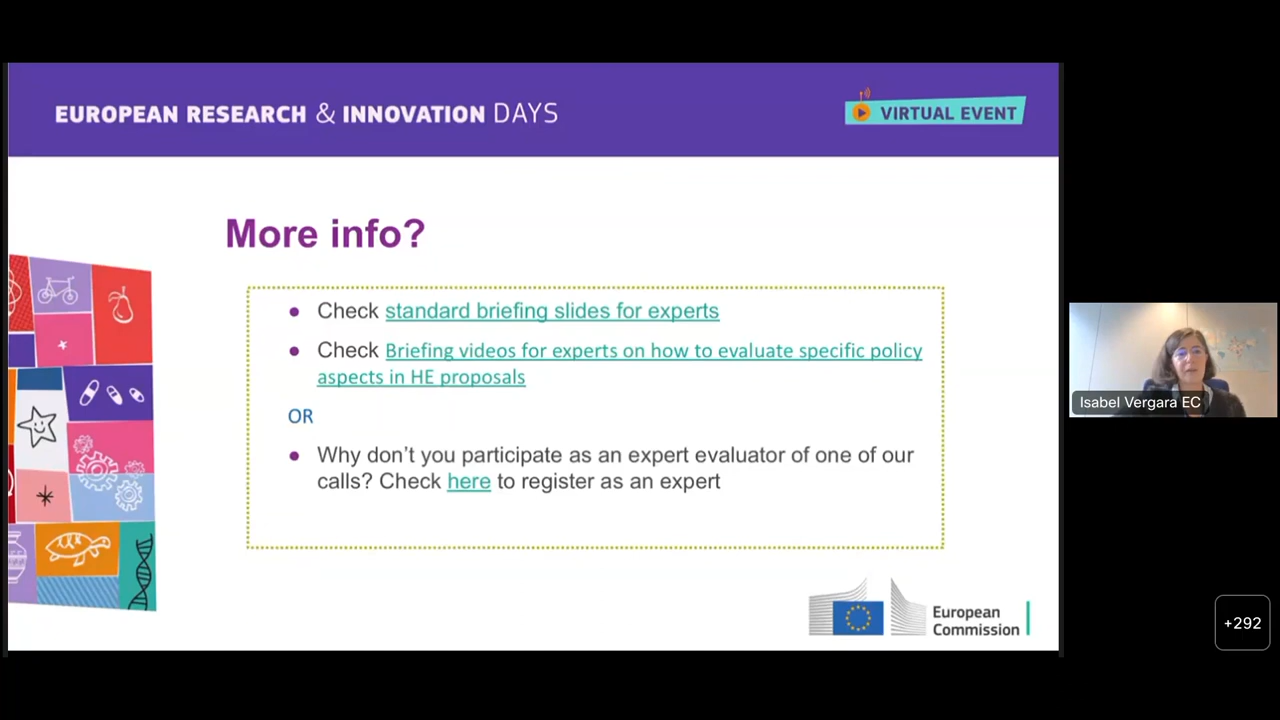 EUROPEAN RESEARCH & INNOVATION DAYS
VIRTUAL EVENT
More info?
• Check standard briefing slides for experts
• Check Briefing videos for experts on how to evaluate specific policy
aspects in HE proposals
OR
• Why don’t you participate as an expert evaluator of one of our
calls? Check here to register as an expert
European
Commission
Isabel Vergara EC
+292